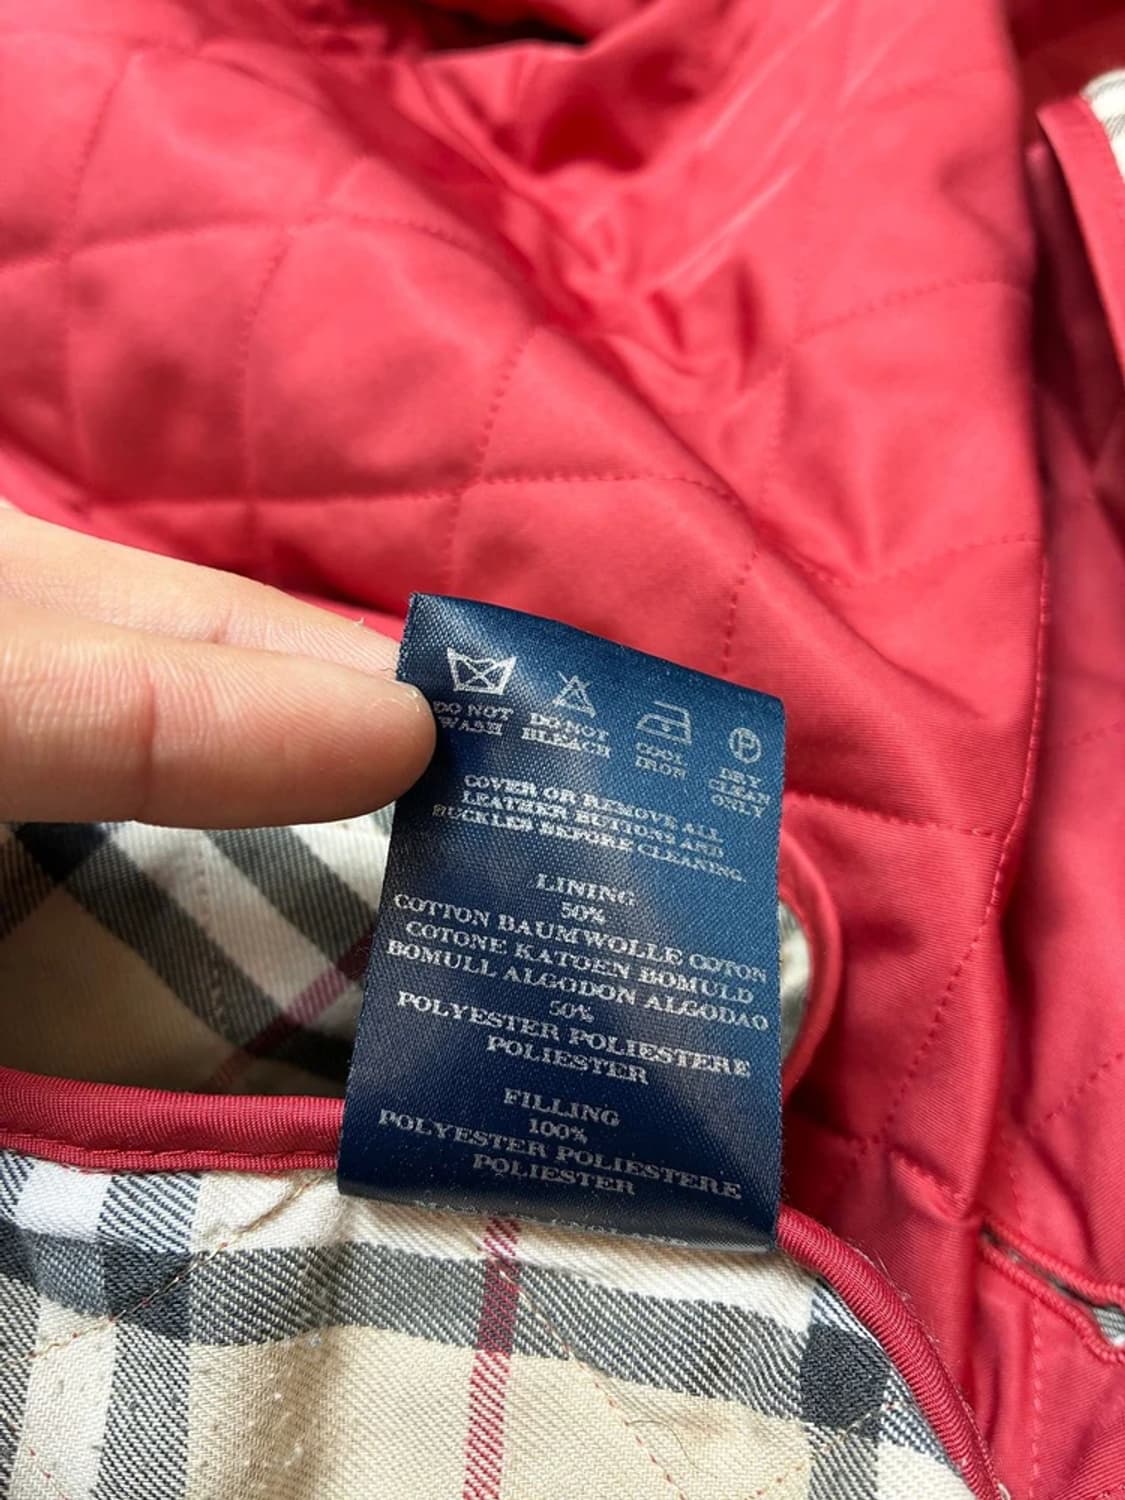 DO NOT WASH
DO NOT BLEACH
COOL IRON
P
DRY CLEAN ONLY
COVER OR REMOVE ALL
LEATHER BUTTONS AND
BUCKLES BEFORE CLEANING.
LINING
50%
COTTON BAUMWOLLE COTON
COTONE KATOEN BOMULD
BOMULL ALGODON ALGODAO
50%
POLYESTER POLIESTERE
POLIESTER
FILLING
100%
POLYESTER POLIESTERE
POLIESTER